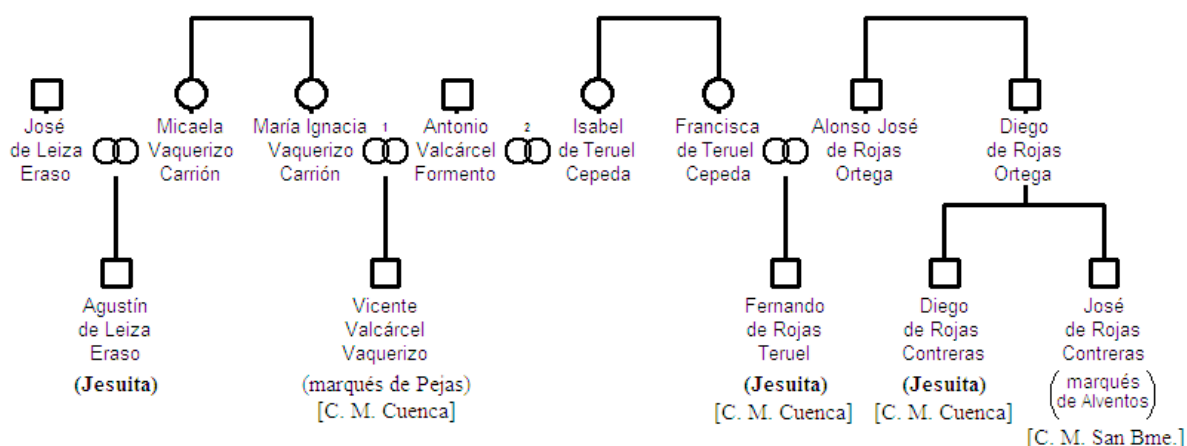 José
de Leiza
Eraso
Micaela
Vaquerizo
Carrión
María Ignacia
Vaquerizo
Carrión
1
Antonio
Valcárcel
Formento
2
Isabel
de Teruel
Cepeda
Francisca
de Teruel
Cepeda
Alonso José
de Rojas
Ortega
Diego
de Rojas
Ortega
Agustín
de Leiza
Eraso
(Jesuita)
Vicente
Valcárcel
Vaquerizo
(marqués de Pejas)
[C. M. Cuenca]
Fernando
de Rojas
Teruel
(Jesuita)
[C. M. Cuenca]
Diego
de Rojas
Contreras
(Jesuita)
[C. M. Cuenca]
José
de Rojas
Contreras
(marqués
de Alventos)
[C. M. San Bme.]